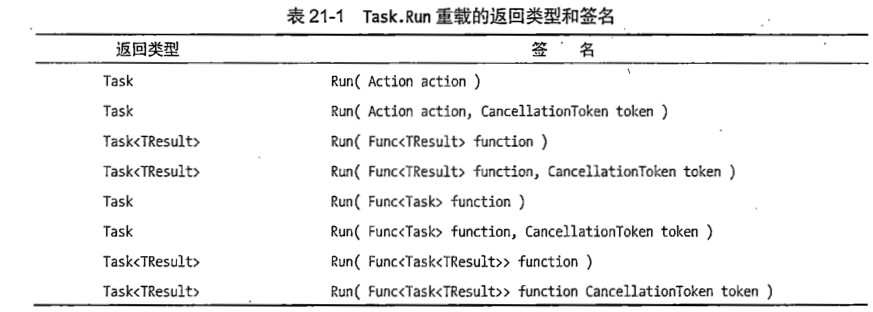 表 21-1 Task.Run 重载的返回类型和签名
返回类型 签 名
Task Run( Action action )
Task Run( Action action, CancellationToken token )
Task<TResult> Run( Func<TResult> function )
Task<TResult> Run( Func<TResult> function, CancellationToken token )
Task Run( Func<Task> function )
Task Run( Func<Task> function, CancellationToken token )
Task<TResult> Run( Func<Task<TResult>> function )
Task<TResult> Run( Func<Task<TResult>> function CancellationToken token )